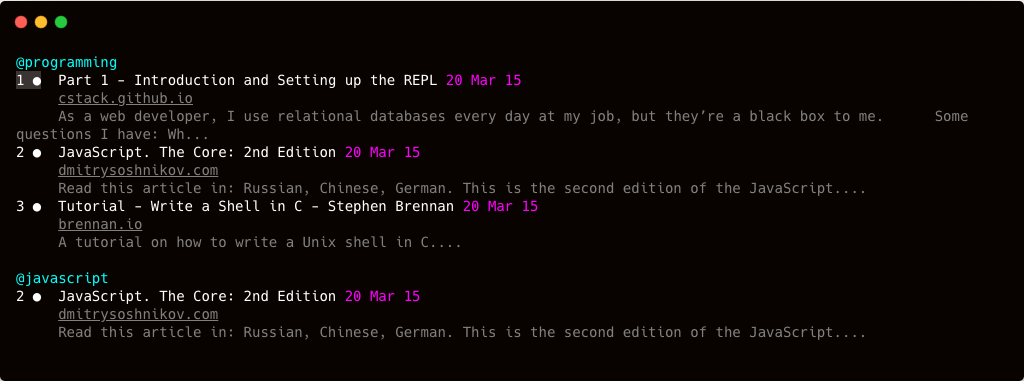 @programming
1 ●  Part 1 – Introduction and Setting up the REPL 20 Mar 15
cstack.github.io
As a web developer, I use relational databases every day at my job, but they’re a black box to me.      Some
questions I have: Wh...
2 ●  JavaScript. The Core: 2nd Edition 20 Mar 15
dmitrysoshnikov.com
Read this article in: Russian, Chinese, German. This is the second edition of the JavaScript....
3 ●  Tutorial - Write a Shell in C - Stephen Brennan 20 Mar 15
brennan.io
A tutorial on how to write a Unix shell in C....
@javascript
2 ●  JavaScript. The Core: 2nd Edition 20 Mar 15
dmitrysoshnikov.com
Read this article in: Russian, Chinese, German. This is the second edition of the JavaScript....